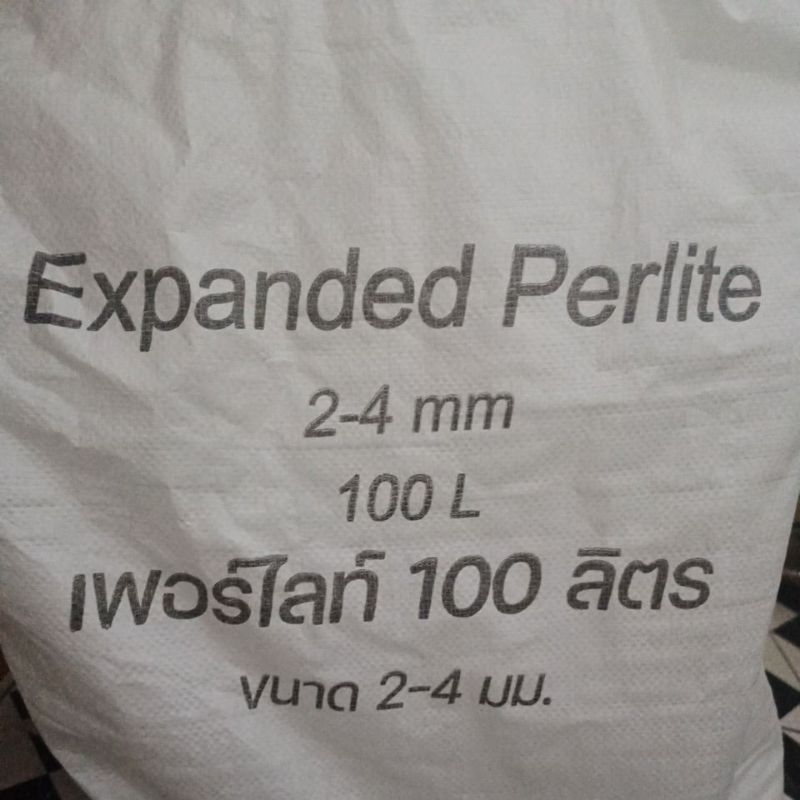 Expanded Perlite
2-4 mm
100 L
เพอร์ไลท์ 100 ลิตร
ขนาด 2-4 มม.